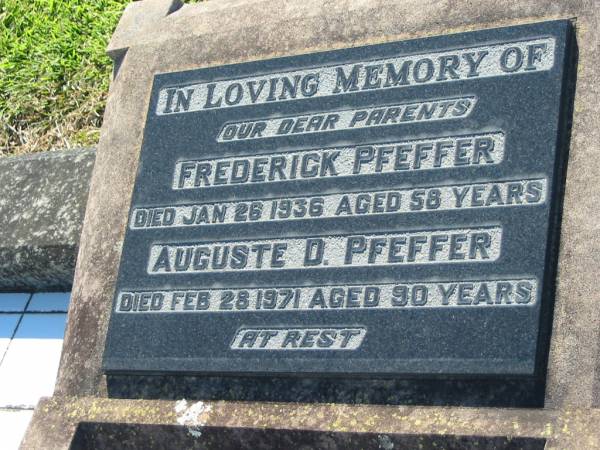 IN LOVING MEMORY OF
OUR DEAR PARENTS
FREDERICK PFEFFER
DIED JAN 26 1936 AGED 58 YEARS
AUGUSTE D. PFEFFER
DIED FEB 28 1971 AGED 90 YEARS
AT REST